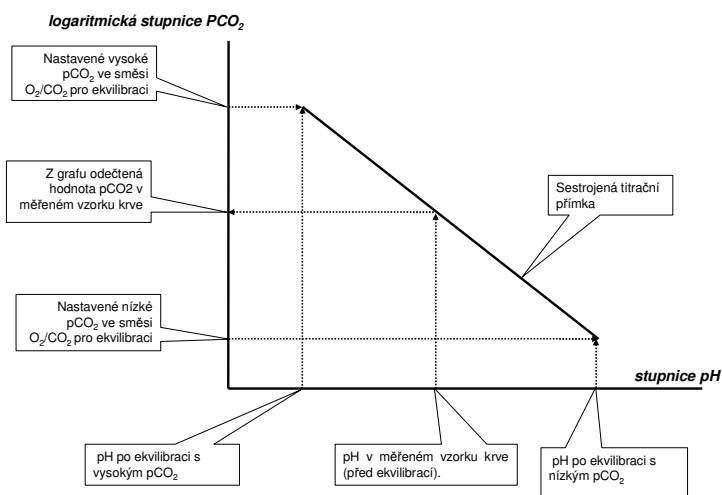 logaritmická stupnice PCO₂
Nastavené vysoké
pCO₂ ve směsi
O₂/CO₂ pro ekvilibraci
Z grafu odečtená
hodnota pCO2 v
měřeném vzorku krve
Sestrojená titrační
přímka
Nastavené nízké
pCO₂ ve směsi
O₂/CO₂ pro ekvilibraci
stupnice pH
pH po ekvilibraci s
vysokým pCO₂
pH v měřeném vzorku krve
(před ekvilibrací).
pH po ekvilibraci s
nízkým pCO₂